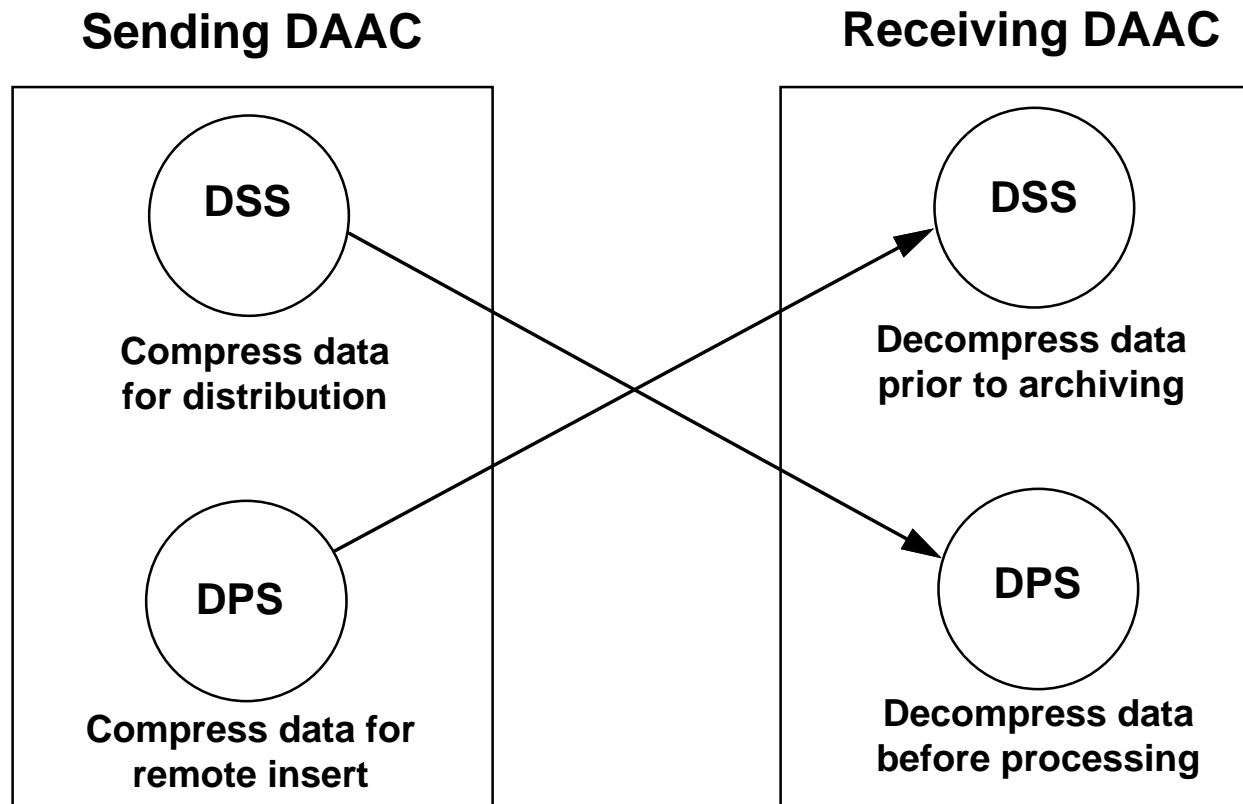 Sending DAAC
Receiving DAAC
DSS
Compress data
for distribution
DPS
Compress data for
remote insert
DSS
Decompress data
prior to archiving
DPS
Decompress data
before processing